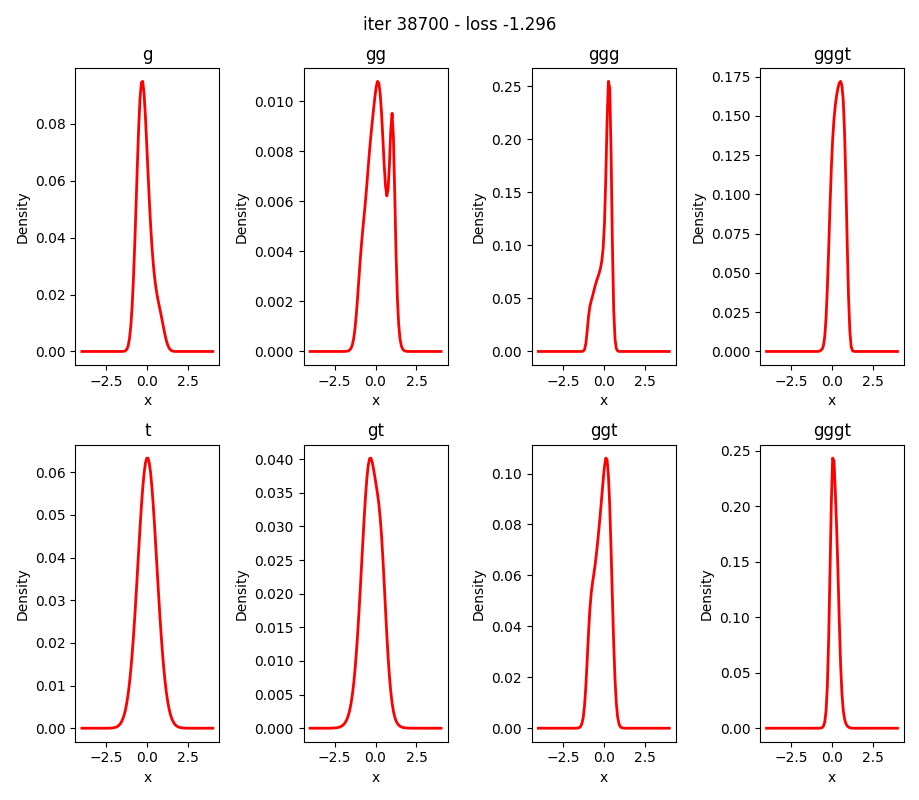 iter 38700 - loss -1.296
g
gg
ggg
gggt
0.08
0.06
0.04
0.02
0.00
Density
−2.5 0.0 2.5
x
0.010
0.008
0.006
0.004
0.002
0.000
Density
−2.5 0.0 2.5
x
0.25
0.20
0.15
0.10
0.05
0.00
Density
−2.5 0.0 2.5
x
0.175
0.150
0.125
0.100
0.075
0.050
0.025
0.000
Density
−2.5 0.0 2.5
x
t
gt
ggt
gggt
0.06
0.05
0.04
0.03
0.02
0.01
0.00
Density
−2.5 0.0 2.5
x
0.040
0.035
0.030
0.025
0.020
0.015
0.010
0.005
0.000
Density
−2.5 0.0 2.5
x
0.10
0.08
0.06
0.04
0.02
0.00
Density
−2.5 0.0 2.5
x
0.25
0.20
0.15
0.10
0.05
0.00
Density
−2.5 0.0 2.5
x